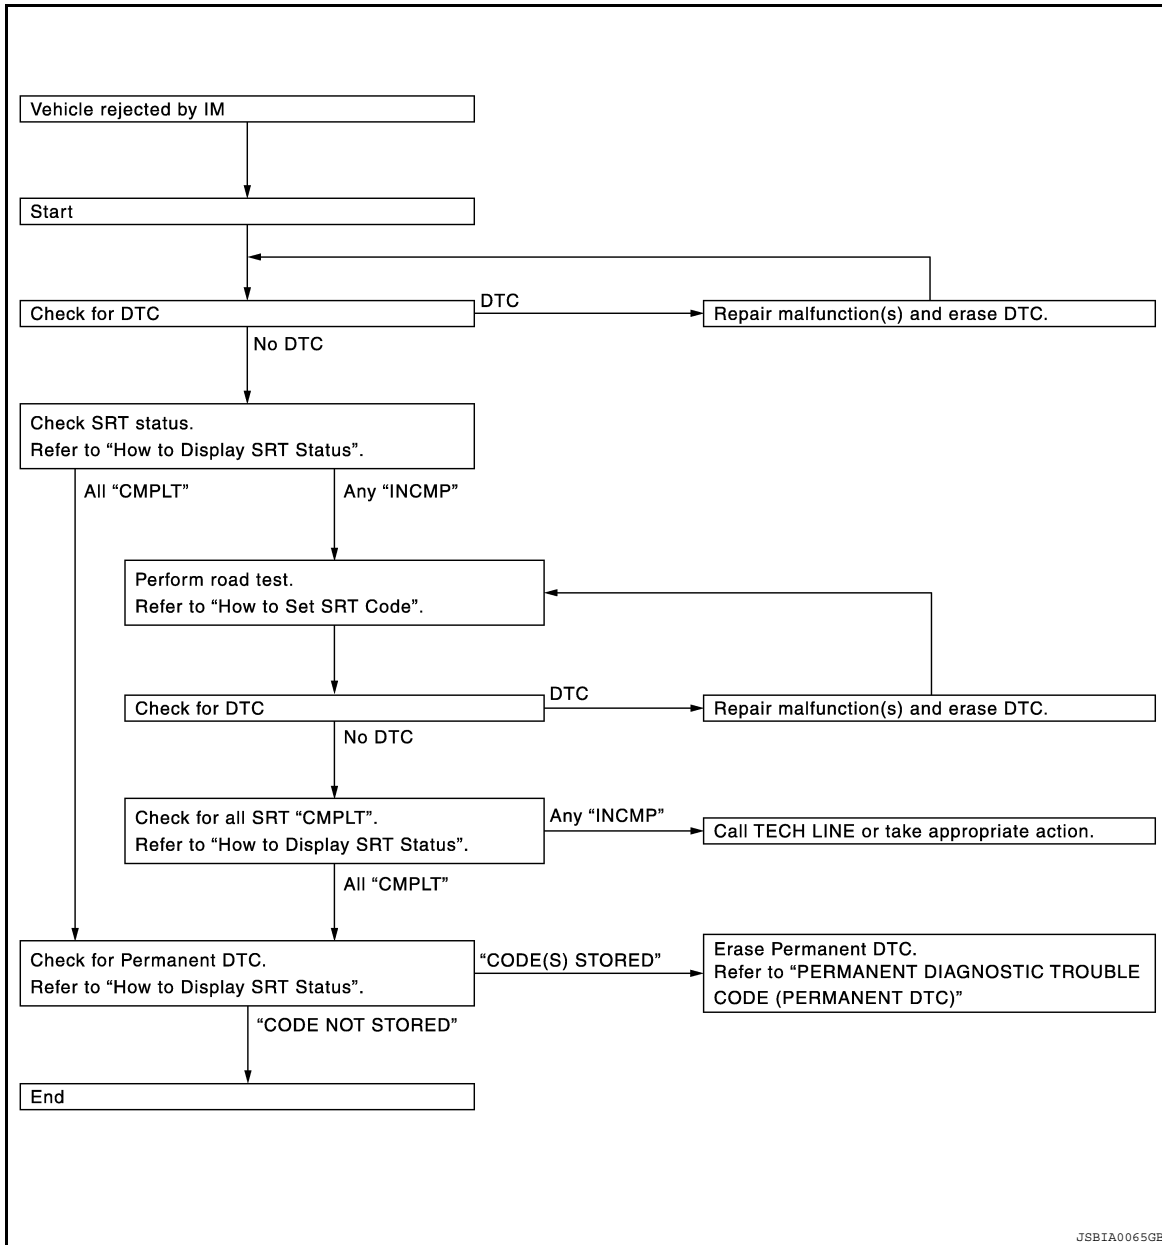 Vehicle rejected by IM
Start
Check for DTC
DTC
Repair malfunction(s) and erase DTC.
No DTC
Check SRT status.
Refer to “How to Display SRT Status”.
All “CMPLT”
Any “INCMP”
Perform road test.
Refer to “How to Set SRT Code”.
Check for DTC
DTC
Repair malfunction(s) and erase DTC.
No DTC
Check for all SRT “CMPLT”.
Refer to “How to Display SRT Status”.
Any “INCMP”
Call TECH LINE or take appropriate action.
All “CMPLT”
Check for Permanent DTC.
Refer to “How to Display SRT Status”.
“CODE(S) STORED”
Erase Permanent DTC.
Refer to “PERMANENT DIAGNOSTIC TROUBLE
CODE (PERMANENT DTC)”
“CODE NOT STORED”
End
JSBIA0065GB